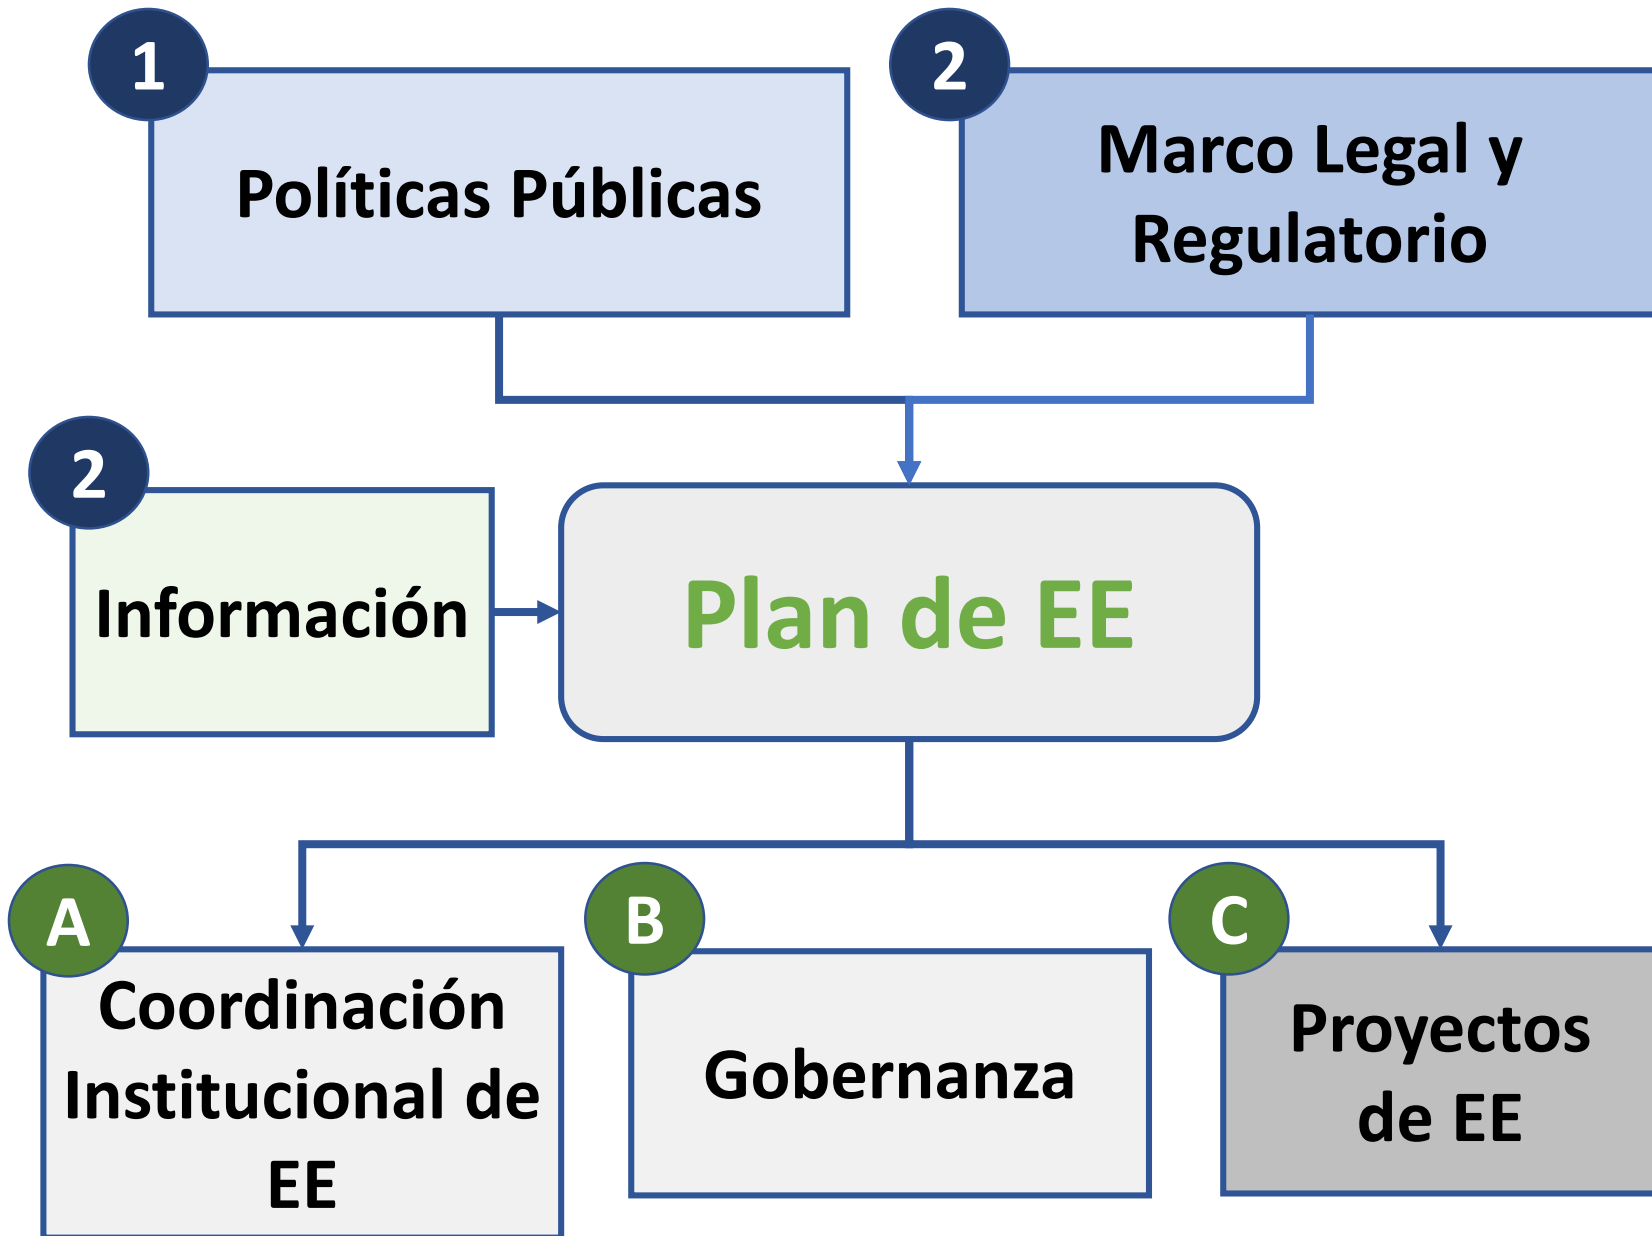 1
Políticas Públicas
2
Marco Legal y
Regulatorio
2
Información
Plan de EE
A
Coordinación
Institucional de
EE
B
Gobernanza
C
Proyectos
de EE